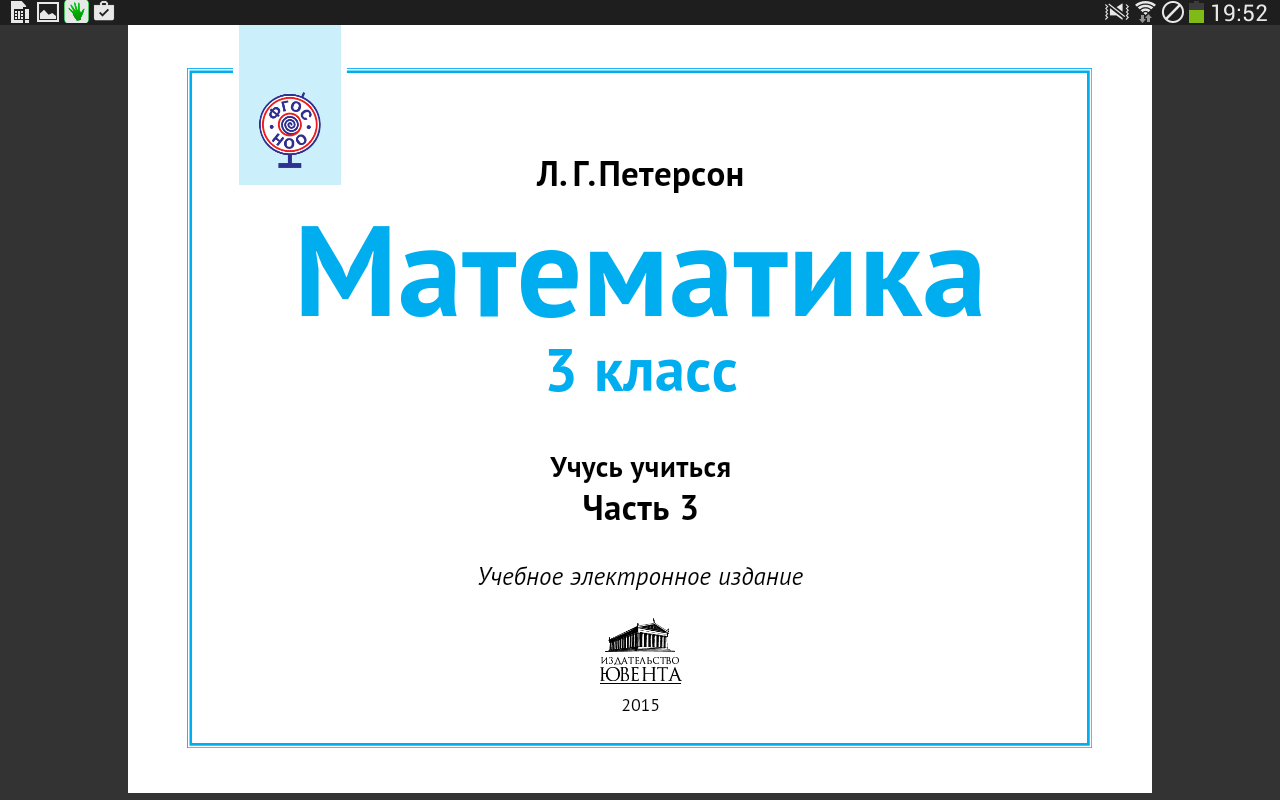 19:52
ФГОС
НОО
Л. Г. Петерсон
Математика
3 класс
Учусь учиться
Часть 3
Учебное электронное издание
ИЗДАТЕЛЬСТВО
ЮВЕНТА
2015